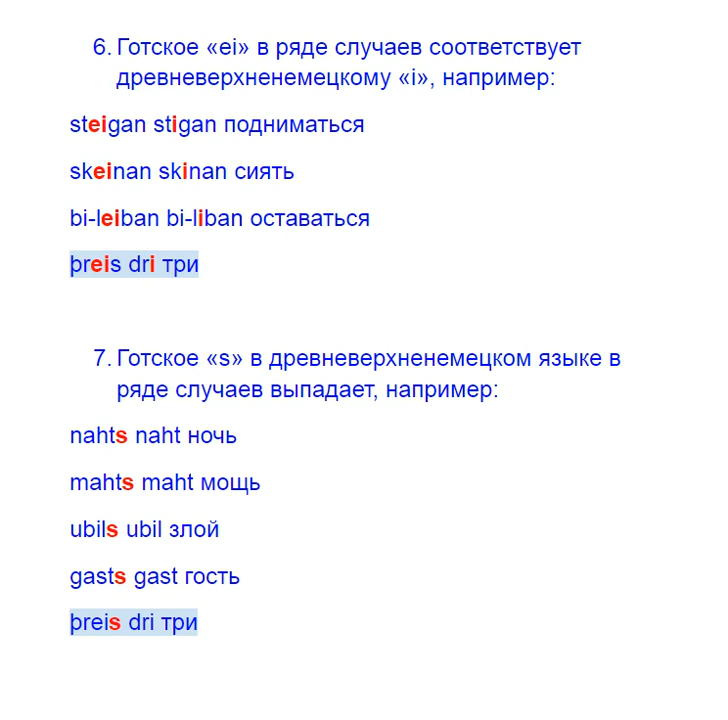 6. Готское «ei» в ряде случаев соответствует
древневерхненемецкому «i», например:
steigan stigan подниматься
skeinan skinan сиять
bi-leiban bi-liban оставаться
þreis dri три
7. Готское «s» в древневерхненемецком языке в
ряде случаев выпадает, например:
nahts naht ночь
mahts maht мощь
ubils ubil злой
gasts gast гость
þreis dri три